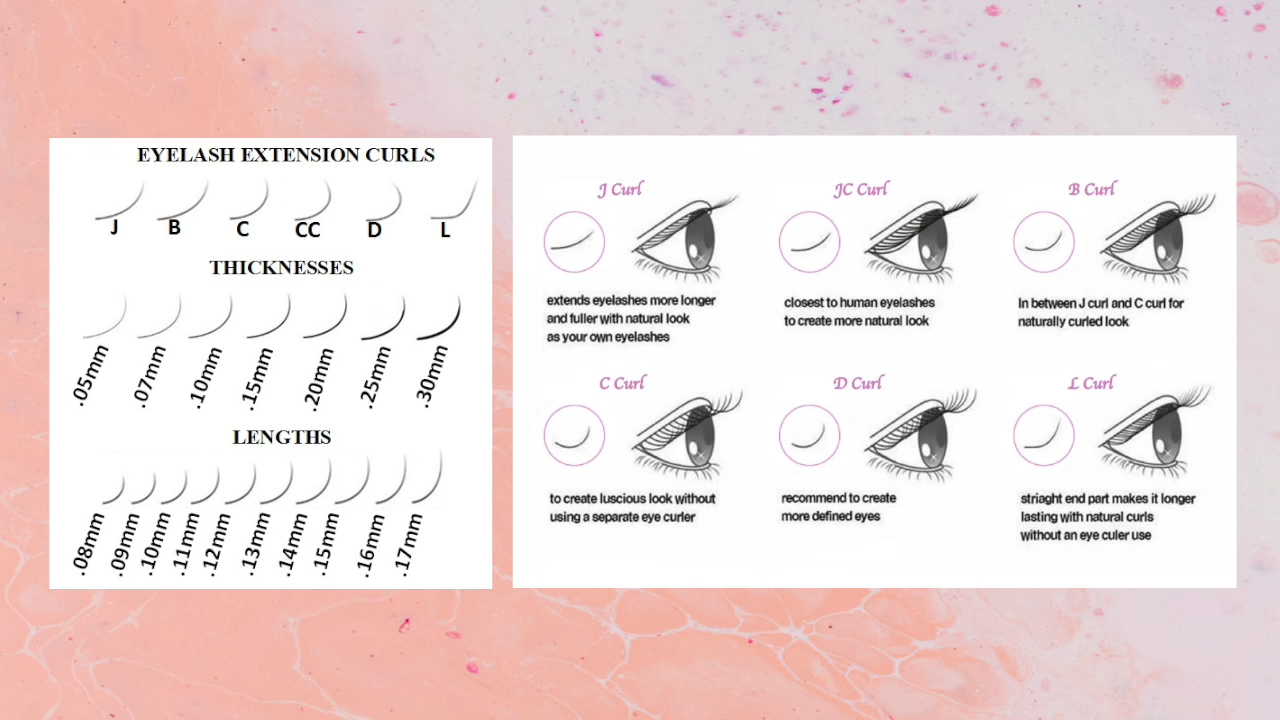 EYELASH EXTENSION CURLS
J B C CC D L
THICKNESSES
.05mm .07mm .10mm .15mm .20mm .25mm .30mm
LENGTHS
.08mm .09mm .10mm .11mm .12mm .13mm .14mm .15mm .16mm .17mm
J Curl
extends eyelashes more longer
and fuller with natural look
as your own eyelashes
JC Curl
closest to human eyelashes
to create more natural look
B Curl
In between J curl and C curl for
naturally curled look
C Curl
to create luscious look without
using a separate eye curler
D Curl
recommend to create
more defined eyes
L Curl
striaght end part makes it longer
lasting with natural curls
without an eye culer use